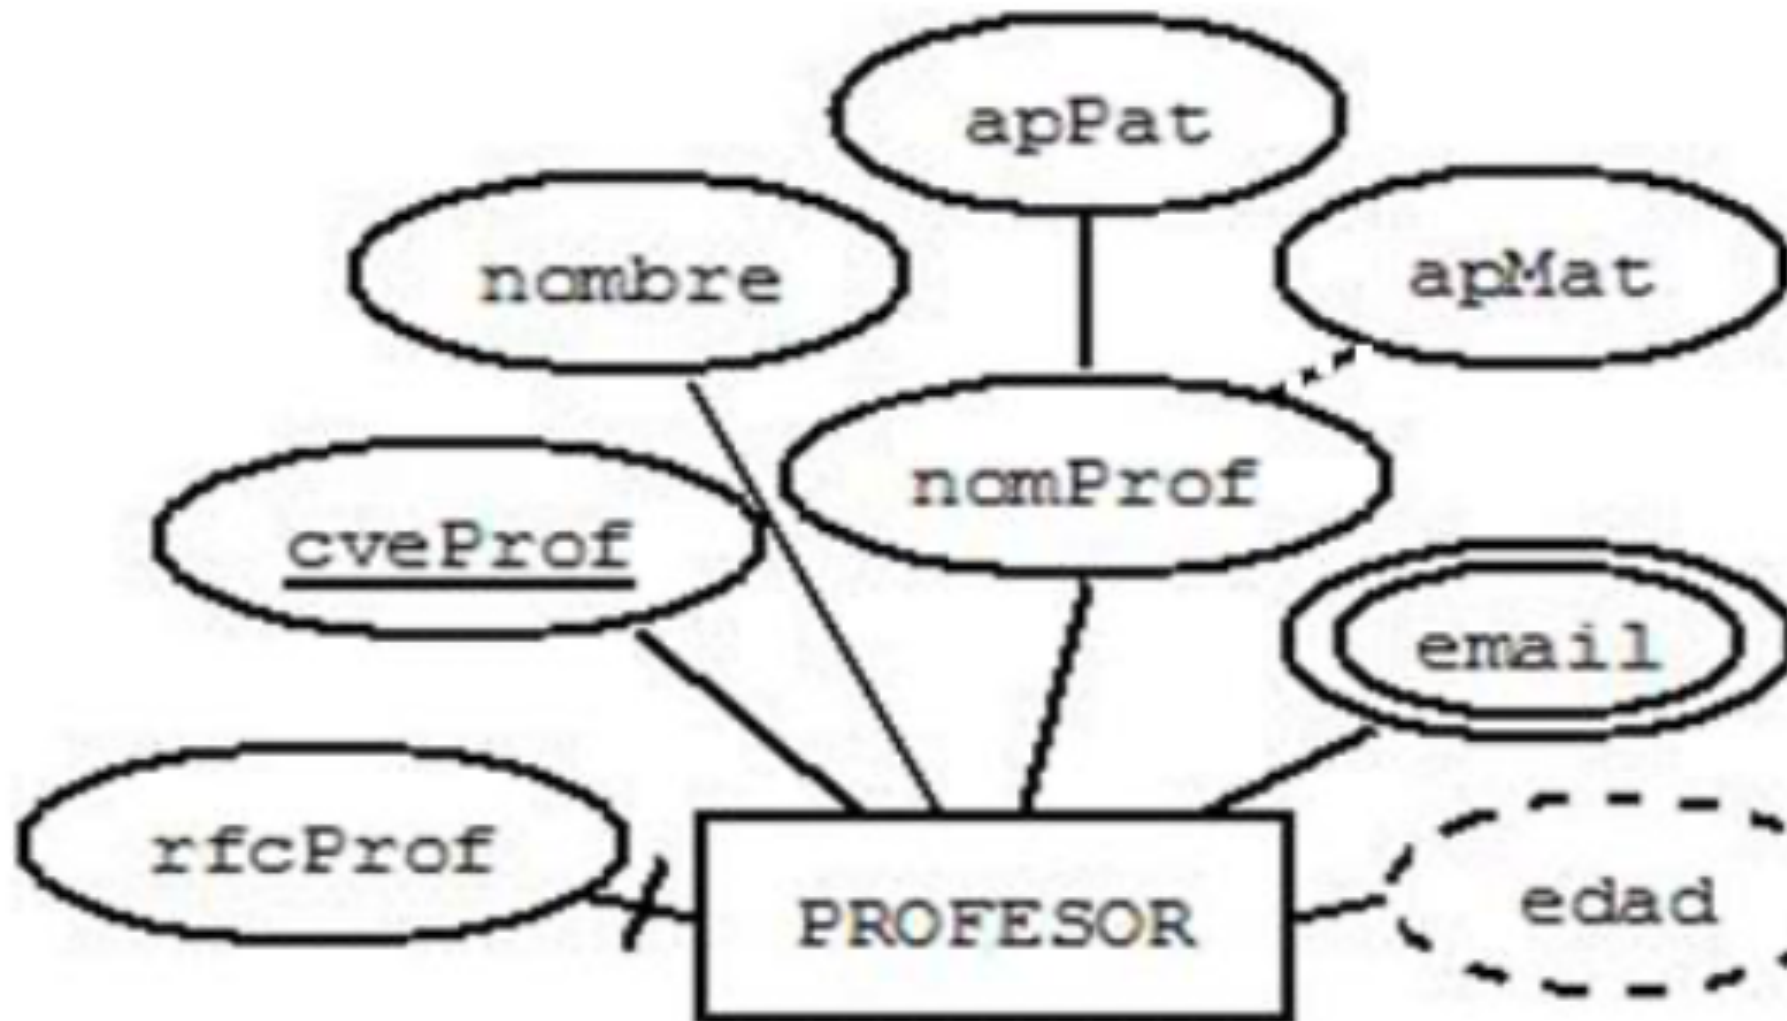 apPat
nombre
apMat
nomProf
cveProf
email
rfcProf
edad
PROFESOR